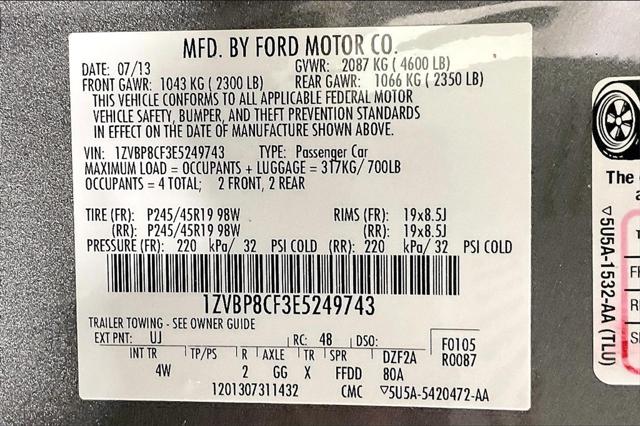 MFD. BY FORD MOTOR CO.
DATE: 07/13 GVWR: 2087 KG ( 4600 LB)
FRONT GAWR: 1043 KG ( 2300 LB) REAR GAWR: 1066 KG ( 2350 LB)
THIS VEHICLE CONFORMS TO ALL APPLICABLE FEDERAL MOTOR
VEHICLE SAFETY, BUMPER, AND THEFT PREVENTION STANDARDS
IN EFFECT ON THE DATE OF MANUFACTURE SHOWN ABOVE.
VIN: 1ZVBP8CF3E5249743 TYPE: Passenger Car
MAXIMUM LOAD = OCCUPANTS + LUGGAGE = 317KG/ 700LB
OCCUPANTS = 4 TOTAL; 2 FRONT, 2 REAR
TIRE (FR): P245/45R19 98W RIMS (FR): 19x8.5J
(RR): P245/45R19 98W (RR): 19x8.5J
PRESSURE (FR): 220 kPa/ 32 PSI COLD (RR): 220 kPa/ 32 PSI COLD
1ZVBP8CF3E5249743
TRAILER TOWING - SEE OWNER GUIDE
EXT PNT: UJ RC: 48 DSO: F0105
R0087
INT TR TP/PS R AXLE TR SPR DZF2A
4W 2 GG X FFDD 80A
1201307311432 CMC ▽5U5A-5420472-AA
The
▽5U5A-1532-AA (TLU)